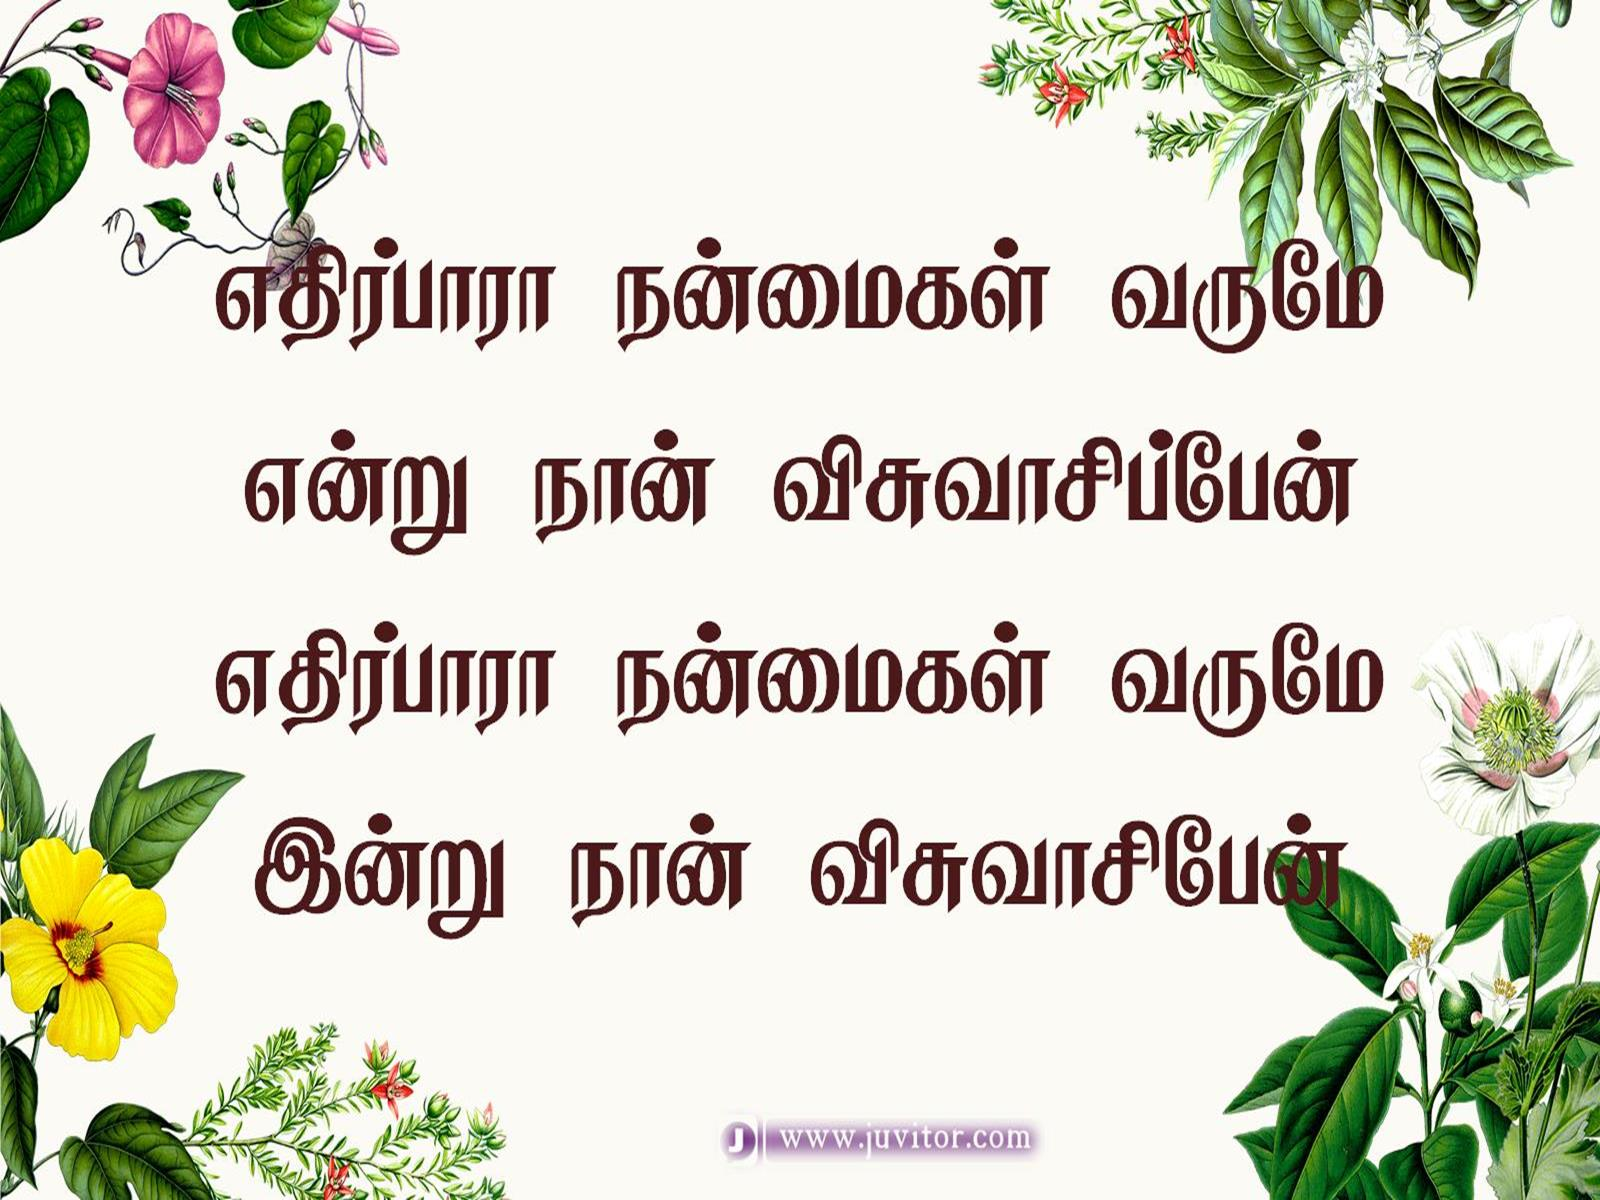 எதிர்பாரா நன்மைகள் வருமே
என்று நான் விசுவாசிப்பேன்
எதிர்பாரா நன்மைகள் வருமே
இன்று நான் விசுவாசிபேன்
J www.juvitor.com